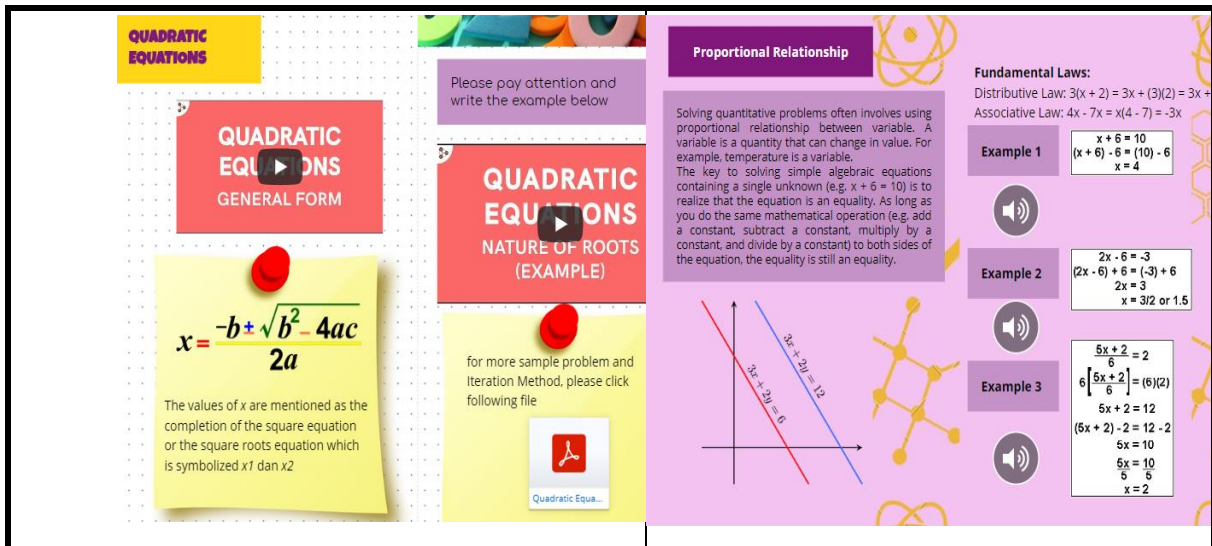 QUADRATIC
EQUATIONS
QUADRATIC
EQUATIONS
GENERAL FORM
x = -b ± √b² - 4ac / 2a
The values of x are mentioned as the
completion of the square equation
or the square roots equation which
is symbolized x1 dan x2
Please pay attention and
write the example below
QUADRATIC
EQUATIONS
NATURE OF ROOTS
(EXAMPLE)
for more sample problem and
Iteration Method, please click
following file
Quadratic Equa...
Proportional Relationship
Solving quantitative problems often involves using
proportional relationship between variable. A
variable is a quantity that can change in value. For
example, temperature is a variable.
The key to solving simple algebraic equations
containing a single unknown (e.g. x + 6 = 10) is to
realize that the equation is an equality. As long as
you do the same mathematical operation (e.g. add
a constant, subtract a constant, multiply by a
constant, and divide by a constant) to both sides of
the equation, the equality is still an equality.
3x + 2y = 6
3x + 2y = 12
Fundamental Laws:
Distributive Law: 3(x + 2) = 3x + (3)(2) = 3x +
Associative Law: 4x - 7x = x(4 - 7) = -3x
Example 1
x + 6 = 10
(x + 6) - 6 = (10) - 6
x = 4
Example 2
2x - 6 = -3
(2x - 6) + 6 = (-3) + 6
2x = 3
x = 3/2 or 1.5
Example 3
5x + 2 / 6 = 2
6[5x + 2 / 6] = (6)(2)
5x + 2 = 12
(5x + 2) - 2 = 12 - 2
5x = 10
5x / 5 = 10 / 5
x = 2